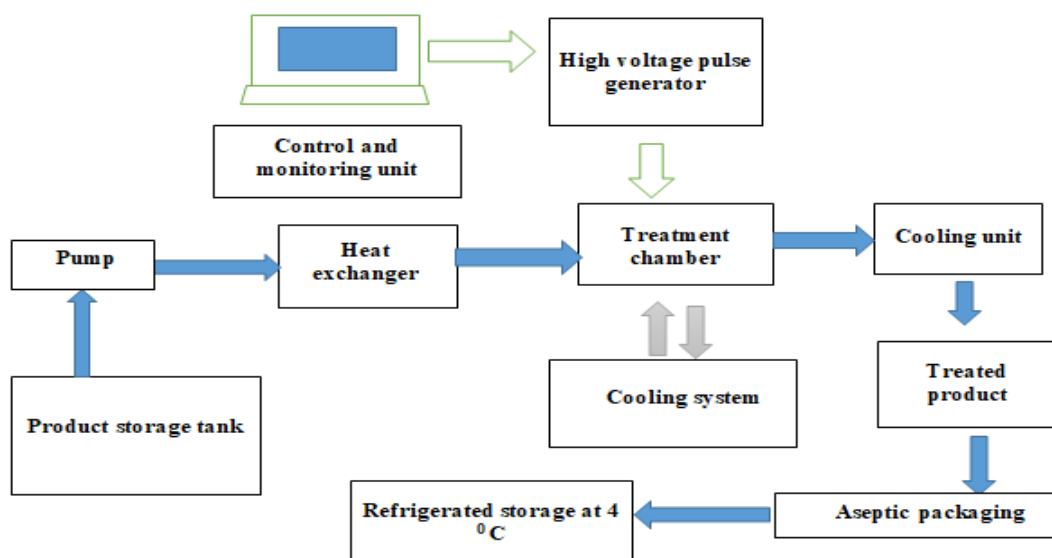 High voltage pulse
generator
Control and
monitoring unit
Pump
Heat
exchanger
Treatment
chamber
Cooling unit
Product storage tank
Cooling system
Treated
product
Refrigerated storage at 4
⁰C
Aseptic packaging